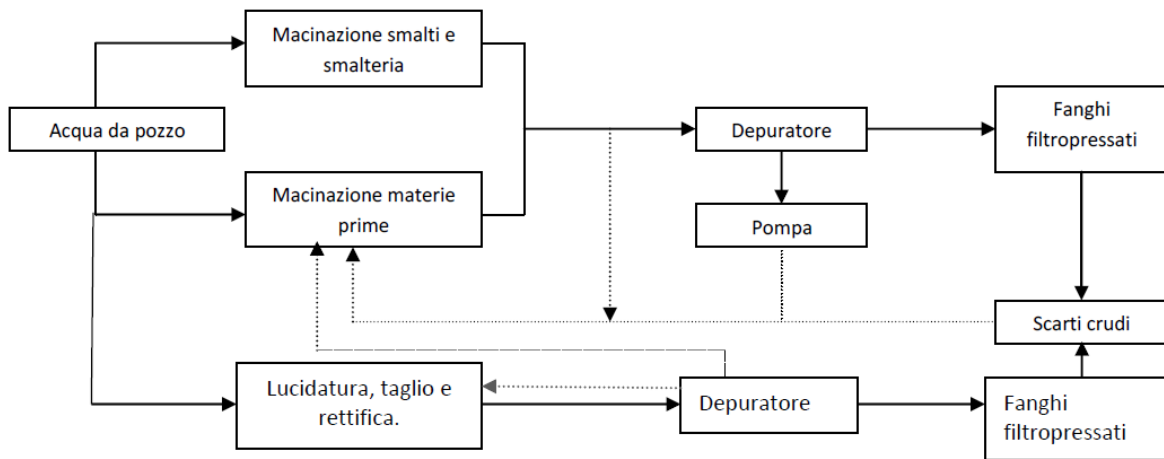 Macinazione smalti e
smalteria
Acqua da pozzo
Depuratore
Fanghi
filtropressati
Macinazione materie
prime
Pompa
Scarti crudi
Lucidatura, taglio e
rettifica.
Depuratore
Fanghi
filtropressati